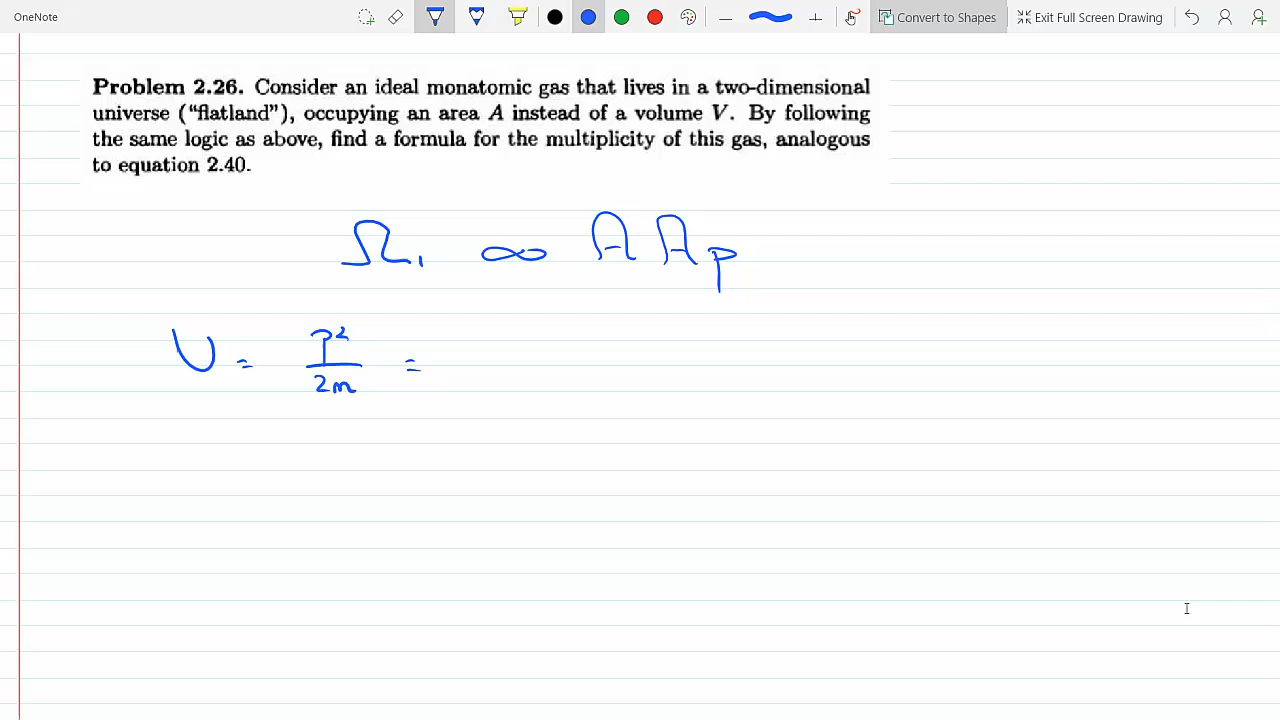 OneNote
Convert to Shapes
Exit Full Screen Drawing
Problem 2.26. Consider an ideal monatomic gas that lives in a two-dimensional
universe (“flatland”), occupying an area A instead of a volume V. By following
the same logic as above, find a formula for the multiplicity of this gas, analogous
to equation 2.40.
Ω₁ ∝ A Aₚ
U = p²/2m =